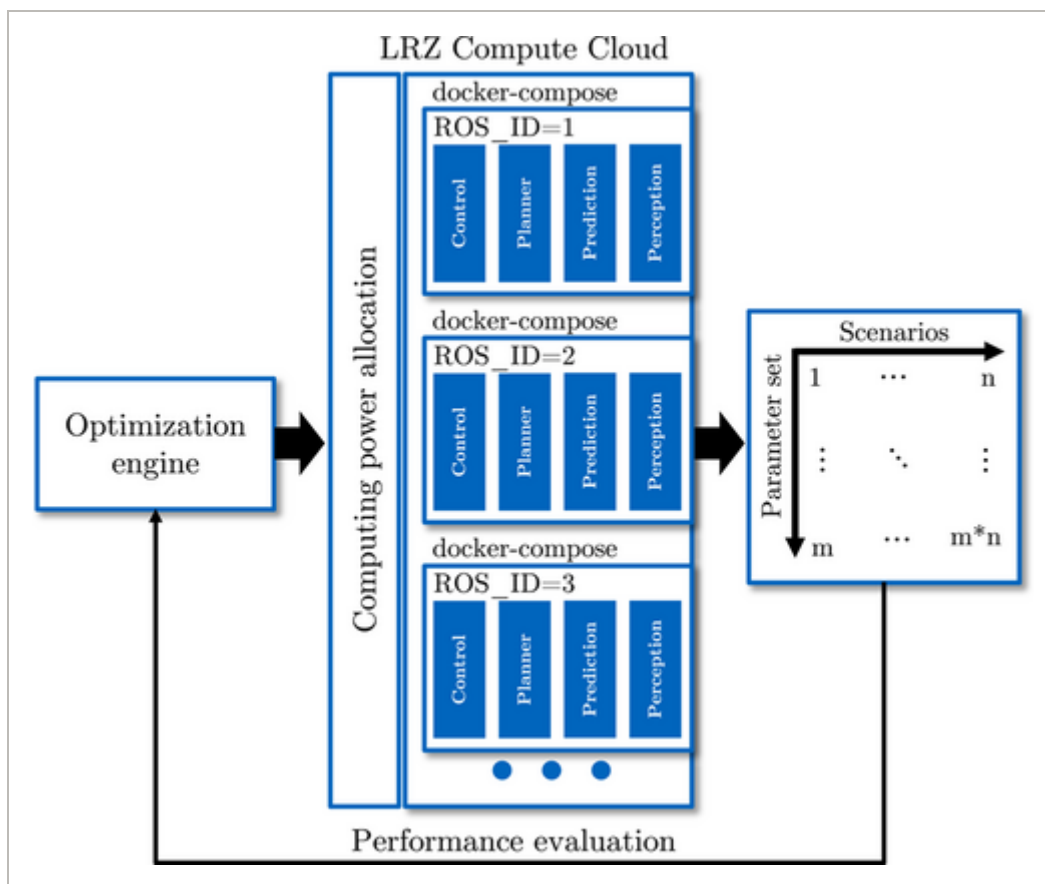 LRZ Compute Cloud
Optimization
engine
Computing power allocation
docker-compose
ROS_ID=1
Control
Planner
Prediction
Perception
docker-compose
ROS_ID=2
Control
Planner
Prediction
Perception
docker-compose
ROS_ID=3
Control
Planner
Prediction
Perception
Scenarios
Parameter set
1 ⋯ n
⋮ ⋱ ⋮
m ⋯ m*n
Performance evaluation